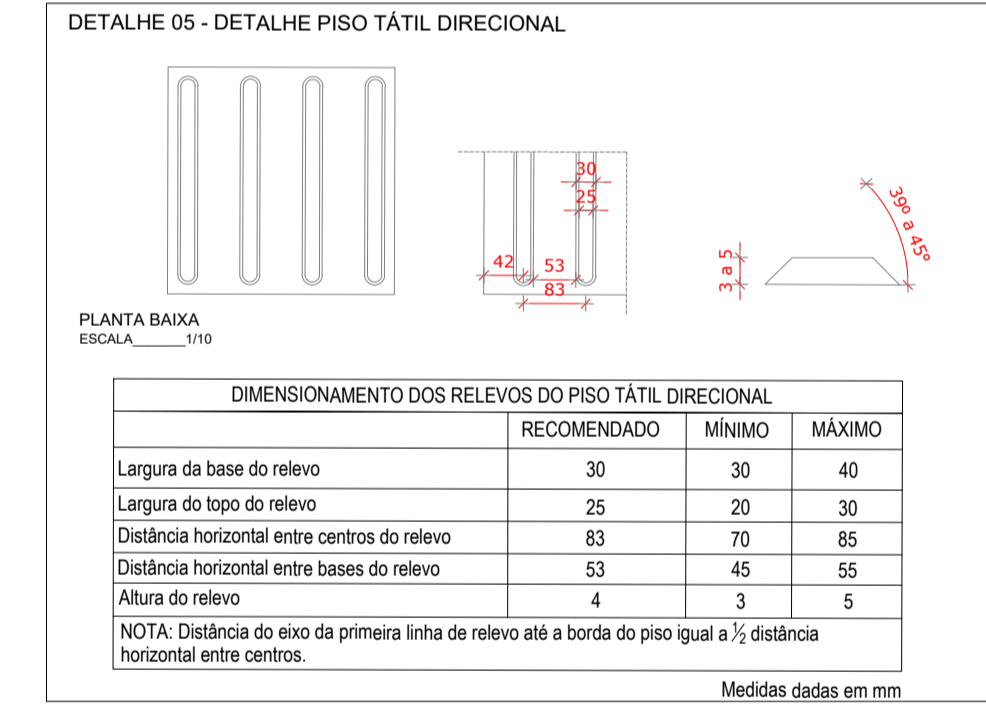 DETALHE 05 - DETALHE PISO TÁTIL DIRECIONAL
30
25
42
53
83
3 a 5
39º a 45º
PLANTA BAIXA
ESCALA_______1/10
DIMENSIONAMENTO DOS RELEVOS DO PISO TÁTIL DIRECIONAL
RECOMENDADO MÍNIMO MÁXIMO
Largura da base do relevo 30 30 40
Largura do topo do relevo 25 20 30
Distância horizontal entre centros do relevo 83 70 85
Distância horizontal entre bases do relevo 53 45 55
Altura do relevo 4 3 5
NOTA: Distância do eixo da primeira linha de relevo até a borda do piso igual a ½ distância
horizontal entre centros.
Medidas dadas em mm